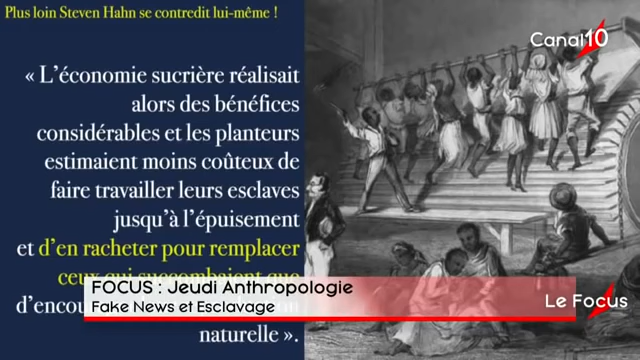 Plus loin Steven Hahn se contredit lui-même !
« L’économie sucrière réalisait
alors des bénéfices
considérables et les planteurs
estimaient moins coûteux de
faire travailler leurs esclaves
jusqu’à l’épuisement
et d’en racheter pour remplacer
d’encou
naturelle ».
Canal10
FOCUS : Jeudi Anthropologie
Fake News et Esclavage
Le Focus